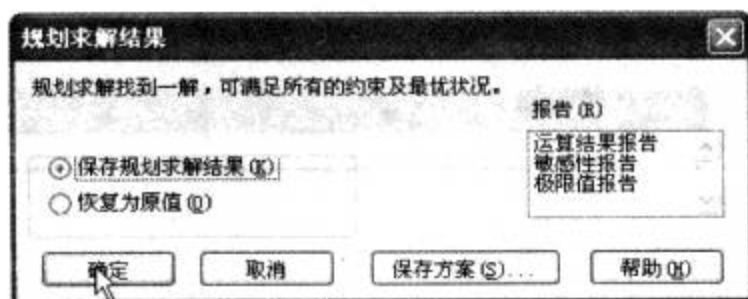 规划求解结果
规划求解找到一解，可满足所有的约束及最优状况。
报告(R)
运算结果报告
敏感性报告
极限值报告
保存规划求解结果(K)
恢复为原值(O)
确定 取消 保存方案(S)... 帮助(H)